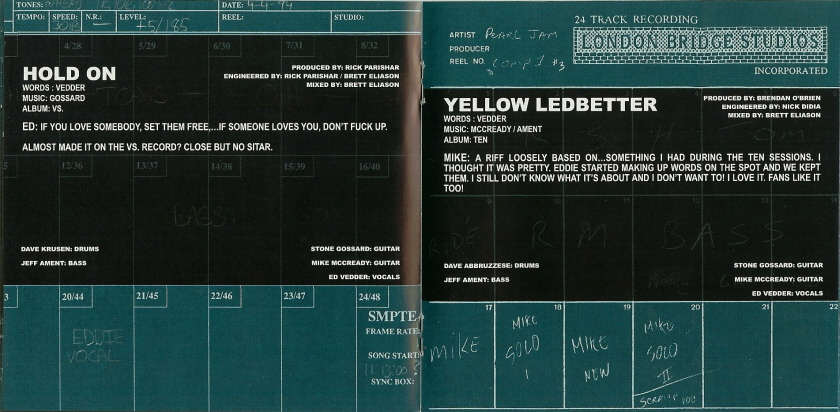 TONES:
DATE: 4-4-94
TEMPO:
SPEED:
N.R.: —
LEVEL: +5/185
REEL:
STUDIO:
4/28
5/29
6/30
7/31
8/32
HOLD ON
WORDS : VEDDER
MUSIC: GOSSARD
ALBUM: VS.
PRODUCED BY: RICK PARISHAR
ENGINEERED BY: RICK PARISHAR / BRETT ELIASON
MIXED BY: BRETT ELIASON
ED: IF YOU LOVE SOMEBODY, SET THEM FREE,...IF SOMEONE LOVES YOU, DON'T FUCK UP.
ALMOST MADE IT ON THE VS. RECORD? CLOSE BUT NO SITAR.
12/36
13/37
14/38
15/39
16/40
BASS
DAVE KRUSEN: DRUMS
JEFF AMENT: BASS
STONE GOSSARD: GUITAR
MIKE MCCREADY: GUITAR
ED VEDDER: VOCALS
3
20/44
21/45
22/46
23/47
24/48
EDDIE
VOCAL
SMPTE
FRAME RATE:
SONG START:
SYNC BOX:
24 TRACK RECORDING
LONDON BRIDGE STUDIOS
INCORPORATED
ARTIST PEARL JAM
PRODUCER
REEL NO. COMP 1 #3
YELLOW LEDBETTER
WORDS : VEDDER
MUSIC: MCCREADY / AMENT
ALBUM: TEN
PRODUCED BY: BRENDAN O'BRIEN
ENGINEERED BY: NICK DIDIA
MIXED BY: BRETT ELIASON
MIKE: A RIFF LOOSELY BASED ON...SOMETHING I HAD DURING THE TEN SESSIONS. I
THOUGHT IT WAS PRETTY. EDDIE STARTED MAKING UP WORDS ON THE SPOT AND WE KEPT
THEM. I STILL DON'T KNOW WHAT IT'S ABOUT AND I DON'T WANT TO! I LOVE IT. FANS LIKE IT
TOO!
RIDE R M BASS
DAVE ABBRUZZESE: DRUMS
JEFF AMENT: BASS
STONE GOSSARD: GUITAR
MIKE MCCREADY: GUITAR
ED VEDDER: VOCALS
17
18
19
20
21
22
MIKE
MIKE
SOLO
1
MIKE
NEW
MIKE
SOLO
II